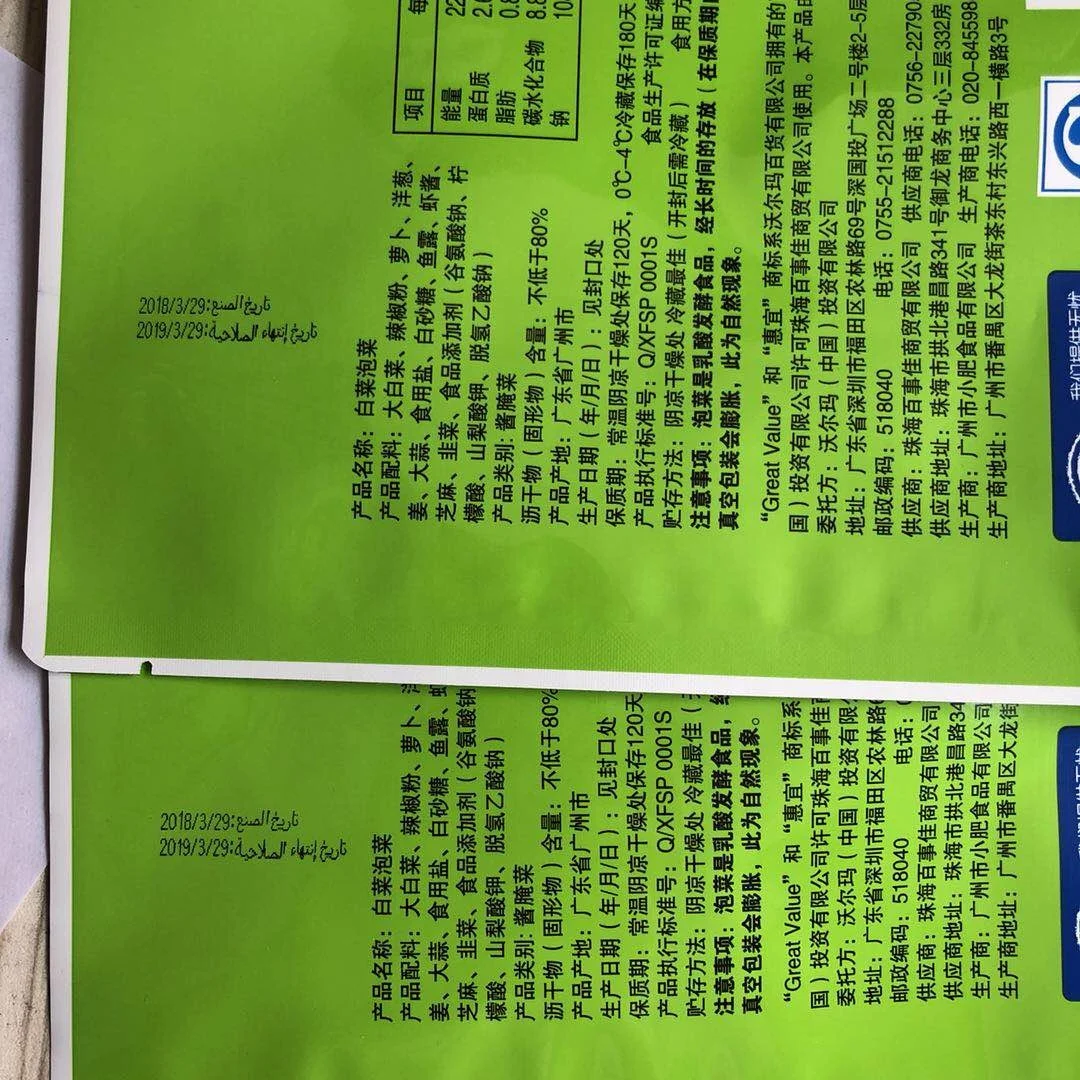 تاريخ الصنع:2018/3/29
تاريخ إنتهاء الصلاحية:2019/3/29
产品名称：白菜泡菜
产品配料：大白菜、辣椒粉、萝卜、洋葱、
姜、大蒜、食用盐、白砂糖、鱼露、虾酱、
芝麻、韭菜、食品添加剂（谷氨酸钠、柠
檬酸、山梨酸钾、脱氢乙酸钠）
产品类别：酱腌菜
沥干物（固形物）含量：不低于80%
产品产地：广东省广州市
生产日期（年/月/日）：见封口处
保质期：常温阴凉干燥处保存120天，0℃-4℃冷藏保存180天
产品执行标准号：Q/XFSP 0001S 食品生产许可证编
贮存方法：阴凉干燥处 冷藏最佳（开封后需冷藏） 食用方
注意事项：泡菜是乳酸发酵食品，经长时间的存放（在保质期
真空包装会膨胀，此为自然现象。
“Great Value”和“惠宜”商标系沃尔玛百货有限公司拥有的
国）投资有限公司许可珠海百事佳商贸有限公司使用。本产品由
委托方：沃尔玛（中国）投资有限公司
地址：广东省深圳市福田区农林路69号深国投广场二号楼2-5层
邮政编码：518040 电话：0755-21512288
供应商：珠海百事佳商贸有限公司 供应商电话：0756-22790
供应商地址：珠海市拱北港昌路341号御龙商务中心三层332房
生产商：广州市小肥食品有限公司 生产商电话：020-845598
生产商地址：广州市番禺区大龙街茶东村东兴路西一横路3号
项目 每
能量 22
蛋白质 2.
脂肪 0.8
碳水化合物 8.8
钠 10
我们提供无忧
تاريخ الصنع:2018/3/29
تاريخ إنتهاء الصلاحية:2019/3/29
产品名称：白菜泡菜
产品配料：大白菜、辣椒粉、萝卜、洋
姜、大蒜、食用盐、白砂糖、鱼露、虾
芝麻、韭菜、食品添加剂（谷氨酸钠
檬酸、山梨酸钾、脱氢乙酸钠）
产品类别：酱腌菜
沥干物（固形物）含量：不低于80%
产品产地：广东省广州市
生产日期（年/月/日）：见封口处
保质期：常温阴凉干燥处保存120天
产品执行标准号：Q/XFSP 0001S
贮存方法：阴凉干燥处 冷藏最佳（
注意事项：泡菜是乳酸发酵食品，经
真空包装会膨胀，此为自然现象。
“Great Value”和“惠宜”商标系
国）投资有限公司许可珠海百事佳商
委托方：沃尔玛（中国）投资有限公
地址：广东省深圳市福田区农林路6
邮政编码：518040 电话：
供应商：珠海百事佳商贸有限公司
供应商地址：珠海市拱北港昌路34
生产商：广州市小肥食品有限公司
生产商地址：广州市番禺区大龙街